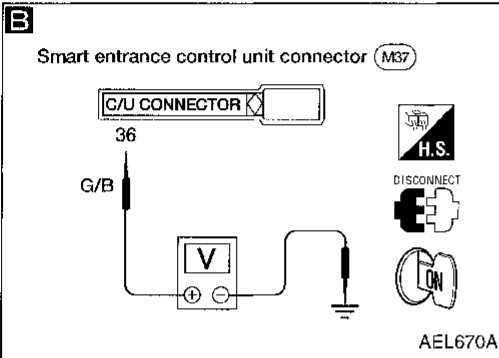 B
Smart entrance control unit connector M37
C/U CONNECTOR
36
H.S.
G/B
DISCONNECT
V
ON
AEL670A